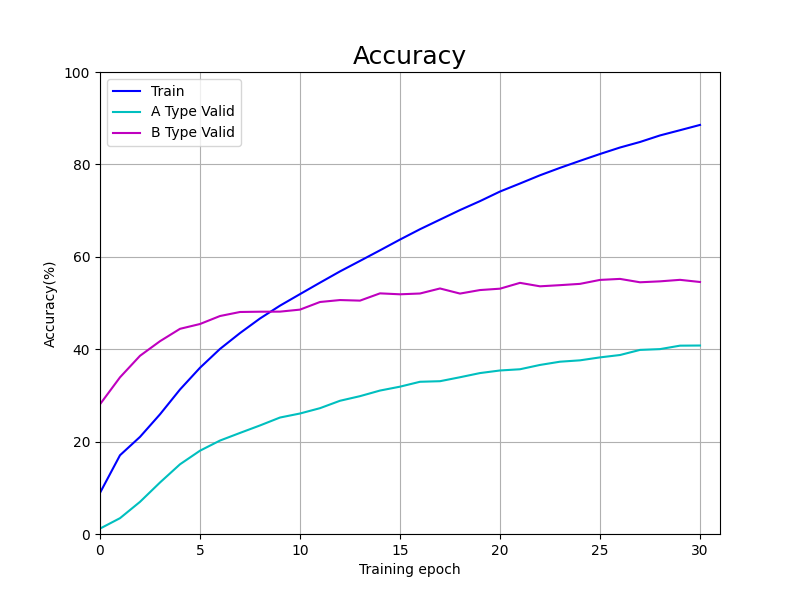 Accuracy
Train
A Type Valid
B Type Valid
100
80
60
40
20
0
Accuracy(%)
0 5 10 15 20 25 30
Training epoch